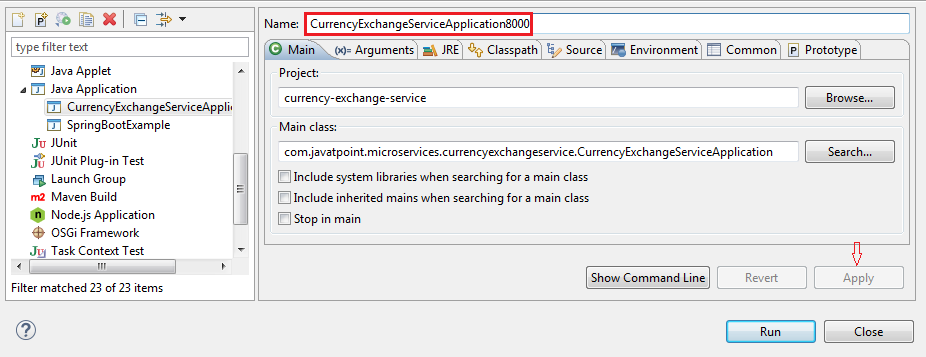 Name: CurrencyExchangeServiceApplication8000
type filter text
Java Applet
Java Application
CurrencyExchangeServiceAppli
SpringBootExample
JUnit
JUnit Plug-in Test
Launch Group
Maven Build
Node.js Application
OSGi Framework
Task Context Test
Filter matched 23 of 23 items
Main (x)= Arguments JRE Classpath Source Environment Common Prototype
Project:
currency-exchange-service Browse...
Main class:
com.javatpoint.microservices.currencyexchangeservice.CurrencyExchangeServiceApplication Search...
Include system libraries when searching for a main class
Include inherited mains when searching for a main class
Stop in main
Show Command Line Revert Apply
Run Close